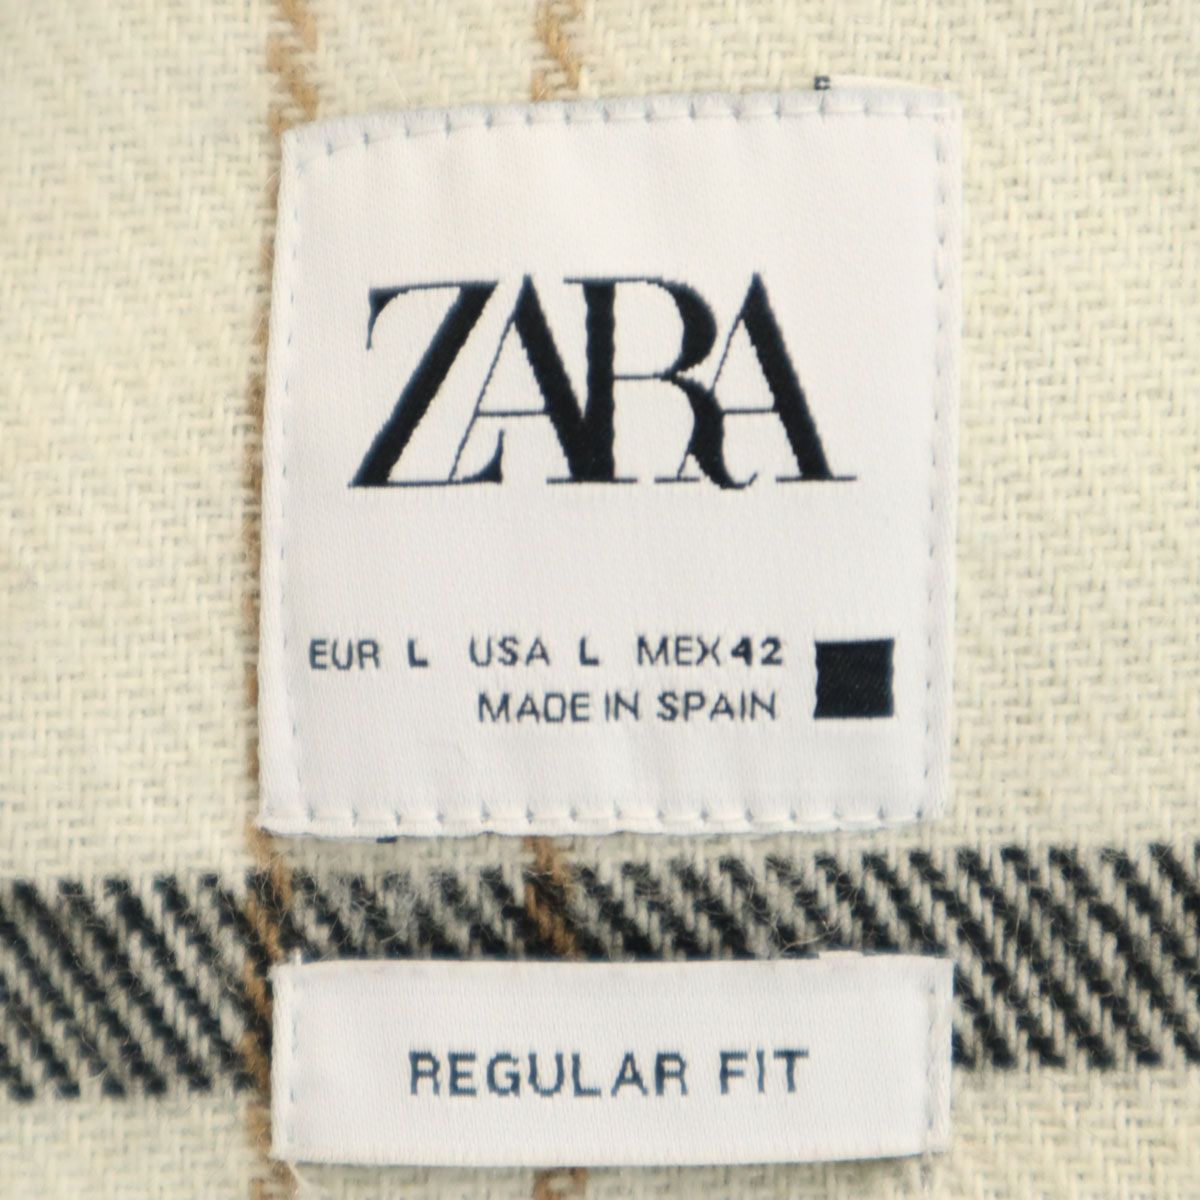 ZARA
EUR L USA L MEX 42
MADE IN SPAIN
REGULAR FIT